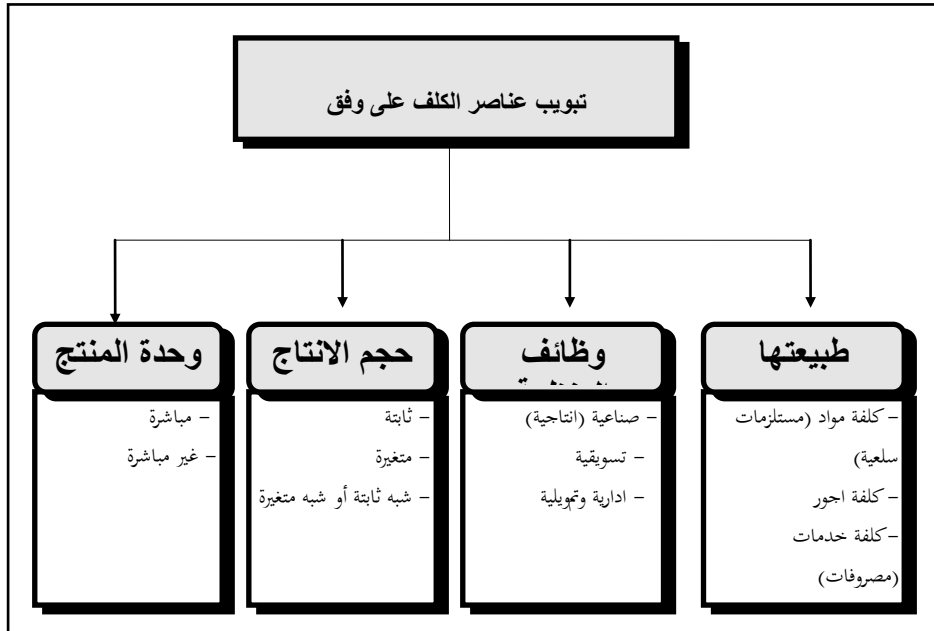 تبويب عناصر الكلف على وفق
طبيعتها
–كلفة مواد (مستلزمات
سلعية)
–كلفة اجور
–كلفة خدمات
(مصروفات)
وظائف
– صناعية (انتاجية)
– تسويقية
– ادارية وتمويلية
حجم الانتاج
– ثابتة
– متغيرة
– شبه ثابتة أو شبه متغيرة
وحدة المنتج
– مباشرة
– غير مباشرة